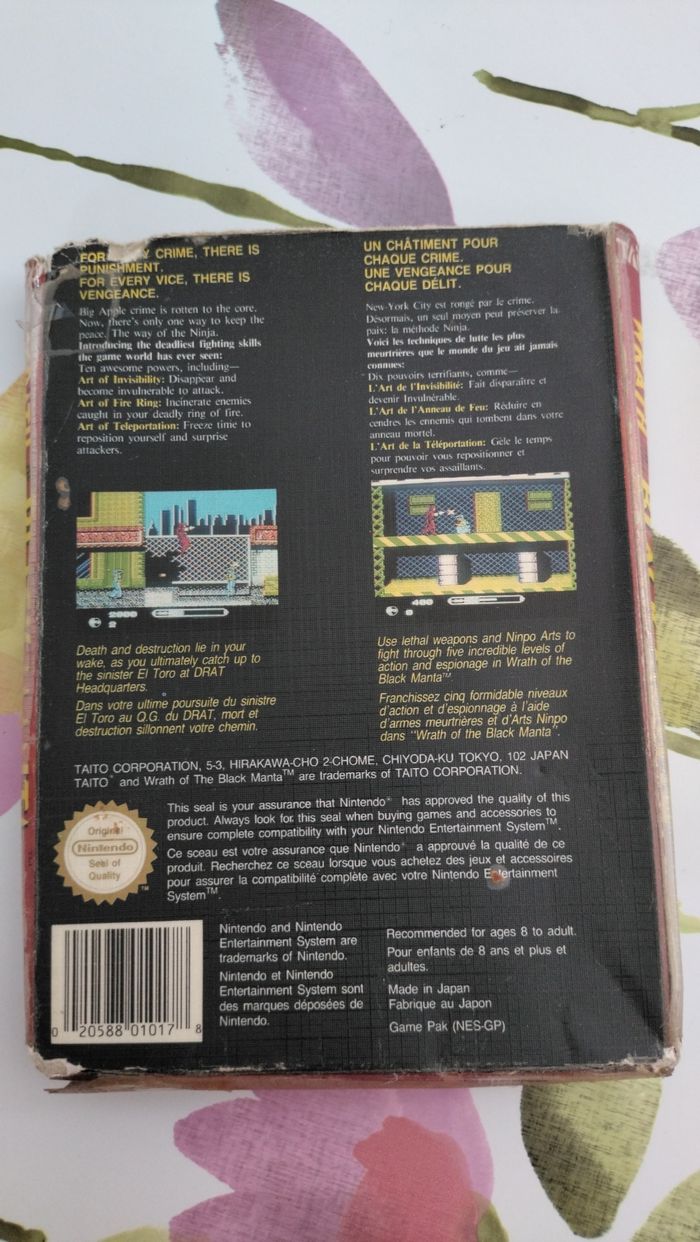 FOR CRIME, THERE IS
PUNISHMENT.
FOR EVERY VICE, THERE IS
VENGEANCE.
Big Apple crime is rotten to the core.
Now, there's only one way to keep the
peace. The way of the Ninja.
Introducing the deadliest fighting skills
the game world has ever seen:
Ten awesome powers, including—
Art of Invisibility: Disappear and
become invulnerable to attack.
Art of Fire Ring: Incinerate enemies
caught in your deadly ring of fire.
Art of Teleportation: Freeze time to
reposition yourself and surprise
attackers.
UN CHÂTIMENT POUR
CHAQUE CRIME.
UNE VENGEANCE POUR
CHAQUE DÉLIT.
New-York City est rongé par le crime.
Désormais, un seul moyen peut préserver la
paix: la méthode Ninja.
Voici les techniques de lutte les plus
meurtrières que le monde du jeu ait jamais
connues:
Dix pouvoirs terrifiants, comme—
L'Art de l'Invisibilité: Fait disparaître et
devenir Invulnérable.
L'Art de l'Anneau de Feu: Réduire en
cendres les ennemis qui tombent dans votre
anneau mortel.
L'Art de la Téléportation: Gèle le temps
pour pouvoir vous repositionner et
surprendre vos assaillants.
2000
2
400
Death and destruction lie in your
wake, as you ultimately catch up to
the sinister El Toro at DRAT
Headquarters.
Dans votre ultime poursuite du sinistre
El Toro au Q.G. du DRAT, mort et
destruction sillonnent votre chemin.
Use lethal weapons and Ninpo Arts to
fight through five incredible levels of
action and espionage in Wrath of the
Black Manta™.
Franchissez cinq formidable niveaux
d'action et d'espionnage à l'aide
d'armes meurtrières et d'Arts Ninpo
dans "Wrath of the Black Manta".
TAITO CORPORATION, 5-3, HIRAKAWA-CHO 2-CHOME, CHIYODA-KU TOKYO, 102 JAPAN
TAITO® and Wrath of The Black Manta™ are trademarks of TAITO CORPORATION.
Original
Nintendo
Seal of
Quality
™
This seal is your assurance that Nintendo® has approved the quality of this
product. Always look for this seal when buying games and accessories to
ensure complete compatibility with your Nintendo Entertainment System™.
Ce sceau est votre assurance que Nintendo® a approuvé la qualité de ce
produit. Recherchez ce sceau lorsque vous achetez des jeux et accessoires
pour assurer la compatibilité complète avec votre Nintendo Entertainment
System™.
0 20588 01017 8
Nintendo and Nintendo
Entertainment System are
trademarks of Nintendo.
Nintendo et Nintendo
Entertainment System sont
des marques déposées de
Nintendo.
Recommended for ages 8 to adult.
Pour enfants de 8 ans et plus et
adultes.
Made in Japan
Fabrique au Japon
Game Pak (NES-GP)